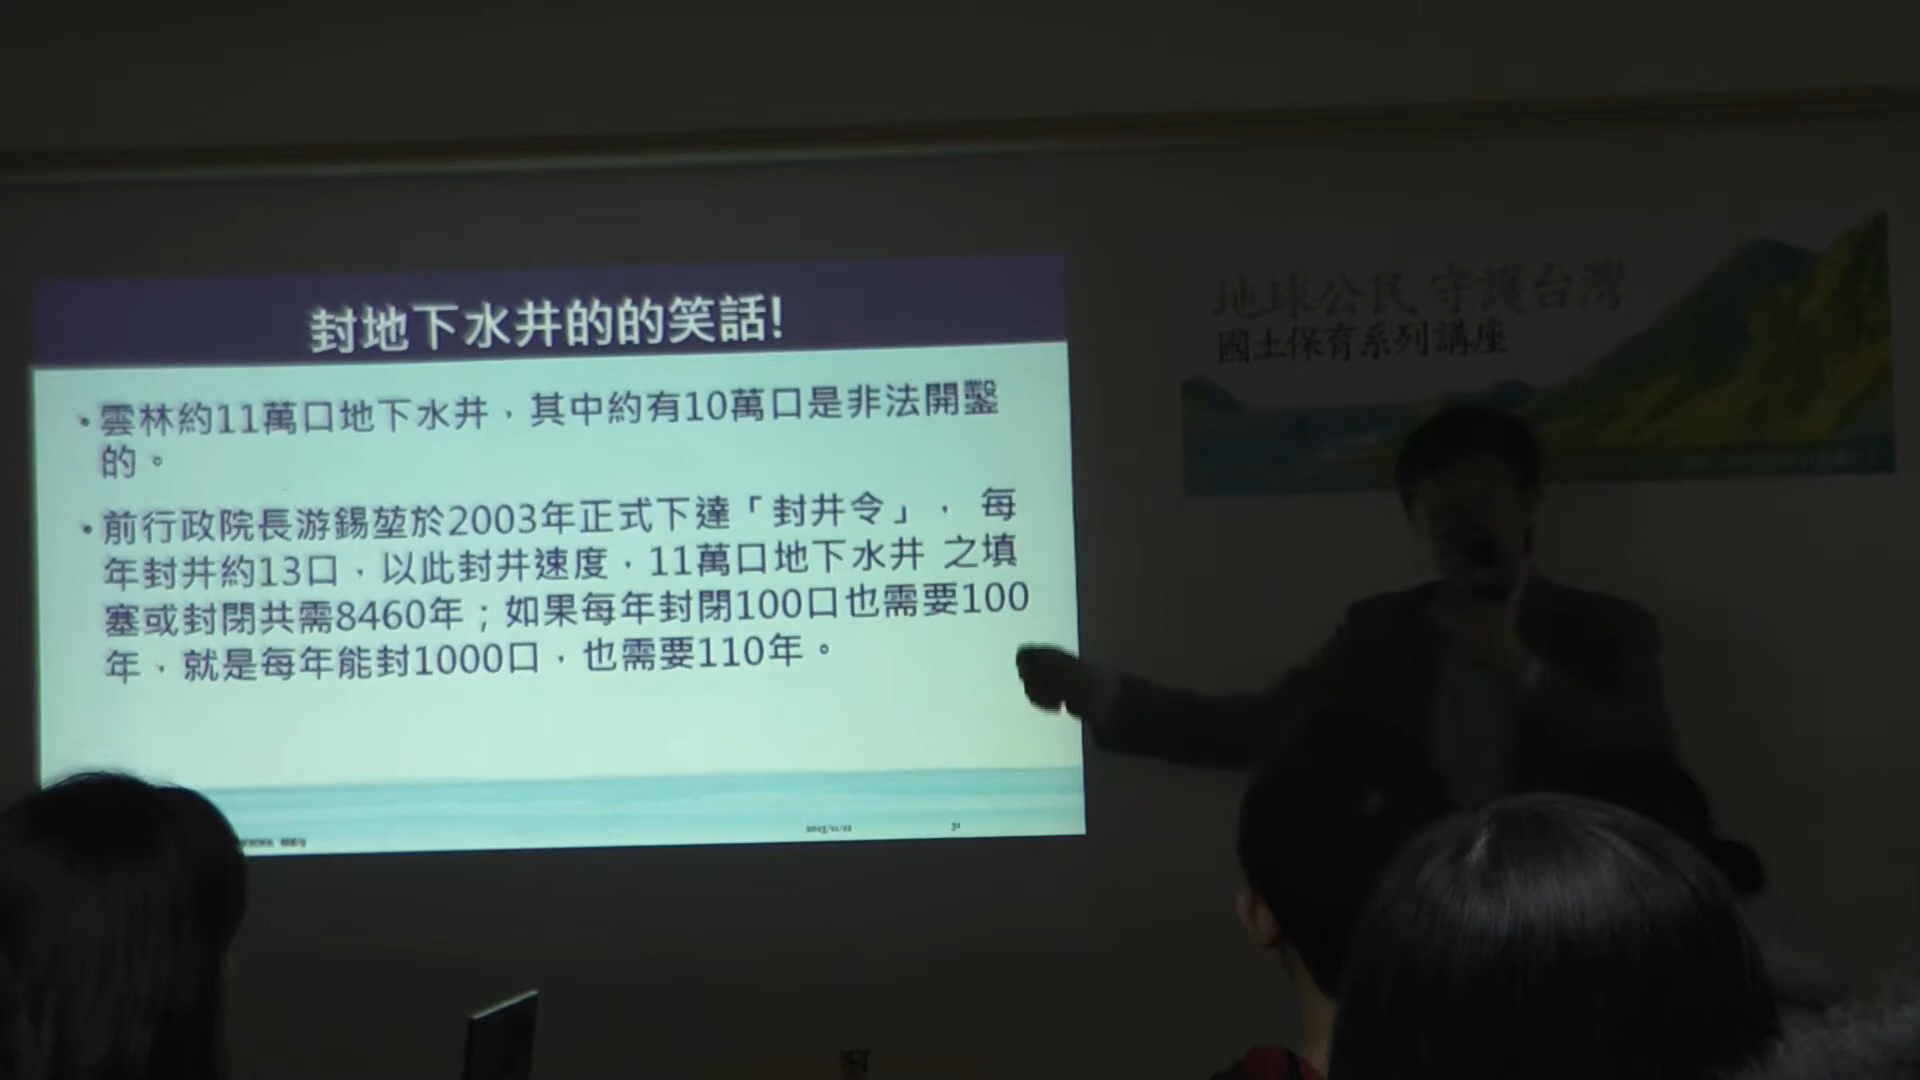 封地下水井的的笑話!
•雲林約11萬口地下水井，其中約有10萬口是非法開鑿
的。
•前行政院長游錫堃於2003年正式下達「封井令」， 每
年封井約13口，以此封井速度，11萬口地下水井 之填
塞或封閉共需8460年；如果每年封閉100口也需要100
年，就是每年能封1000口，也需要110年。
地球公民 守護台灣
國土保育系列講座